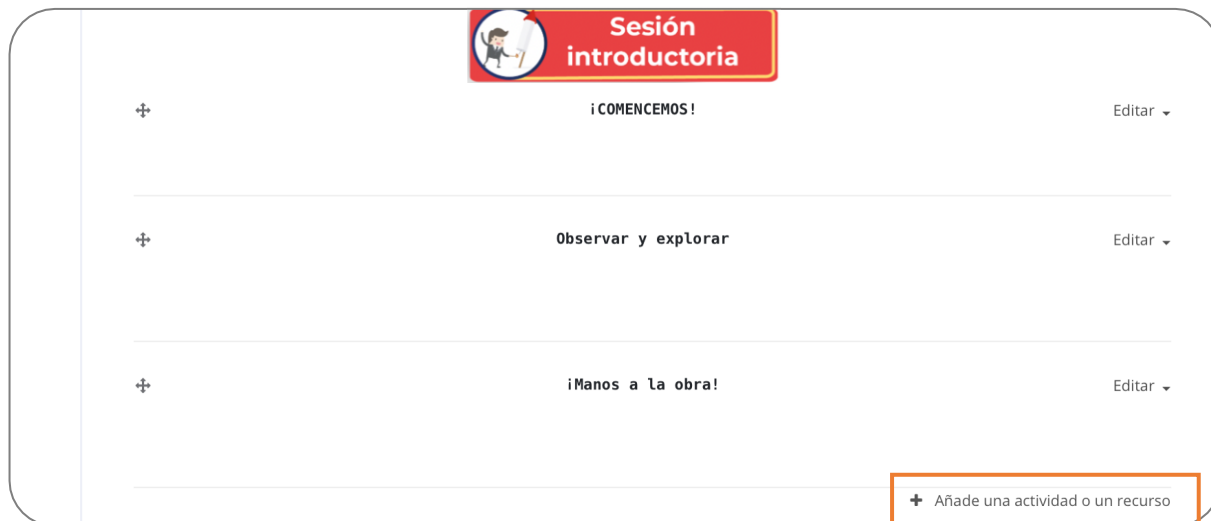 Sesión
introductoria
¡COMENCEMOS!
Editar
Observar y explorar
Editar
¡Manos a la obra!
Editar
Añade una actividad o un recurso